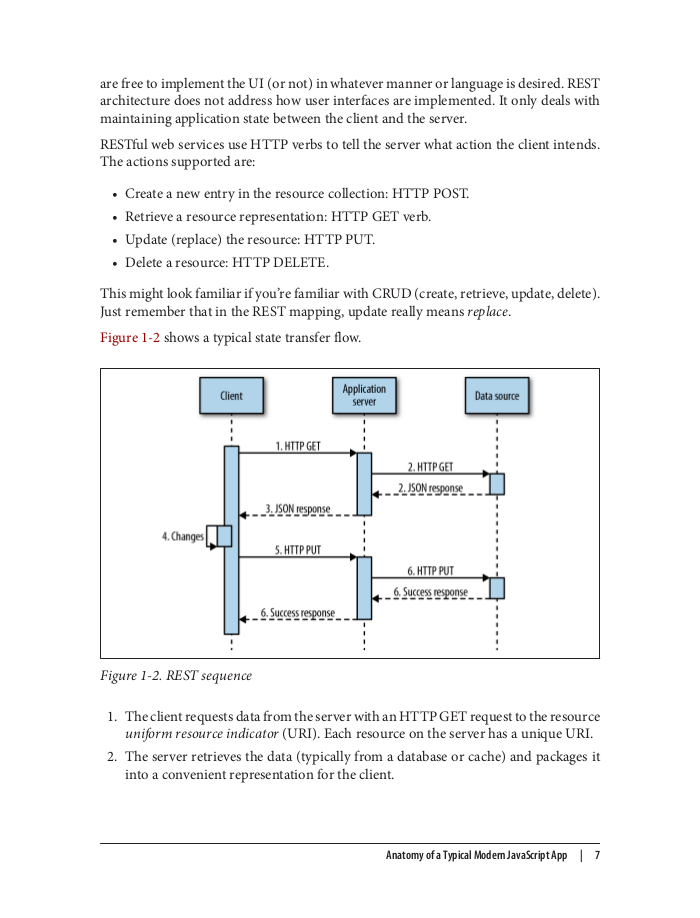 are free to implement the UI (or not) in whatever manner or language is desired. REST
architecture does not address how user interfaces are implemented. It only deals with
maintaining application state between the client and the server.
RESTful web services use HTTP verbs to tell the server what action the client intends.
The actions supported are:
• Create a new entry in the resource collection: HTTP POST.
• Retrieve a resource representation: HTTP GET verb.
• Update (replace) the resource: HTTP PUT.
• Delete a resource: HTTP DELETE.
This might look familiar if you’re familiar with CRUD (create, retrieve, update, delete).
Just remember that in the REST mapping, update really means replace.
Figure 1-2 shows a typical state transfer flow.
Client
Application
server
Data source
1. HTTP GET
2. HTTP GET
2. JSON response
3. JSON response
4. Changes
5. HTTP PUT
6. HTTP PUT
6. Success response
6. Success response
Figure 1-2. REST sequence
1. The client requests data from the server with an HTTP GET request to the resource
uniform resource indicator (URI). Each resource on the server has a unique URI.
2. The server retrieves the data (typically from a database or cache) and packages it
into a convenient representation for the client.
Anatomy of a Typical Modern JavaScript App | 7